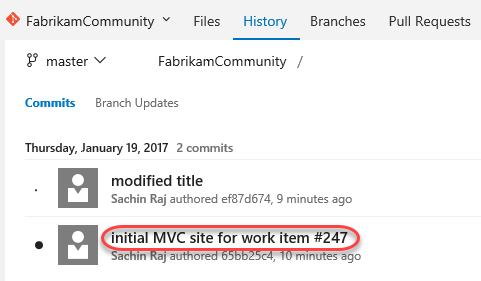 FabrikamCommunity Files History Branches Pull Requests
master FabrikamCommunity /
Commits Branch Updates
Thursday, January 19, 2017 2 commits
modified title
Sachin Raj authored ef87d674, 9 minutes ago
initial MVC site for work item #247
Sachin Raj authored 65bb25c4, 10 minutes ago